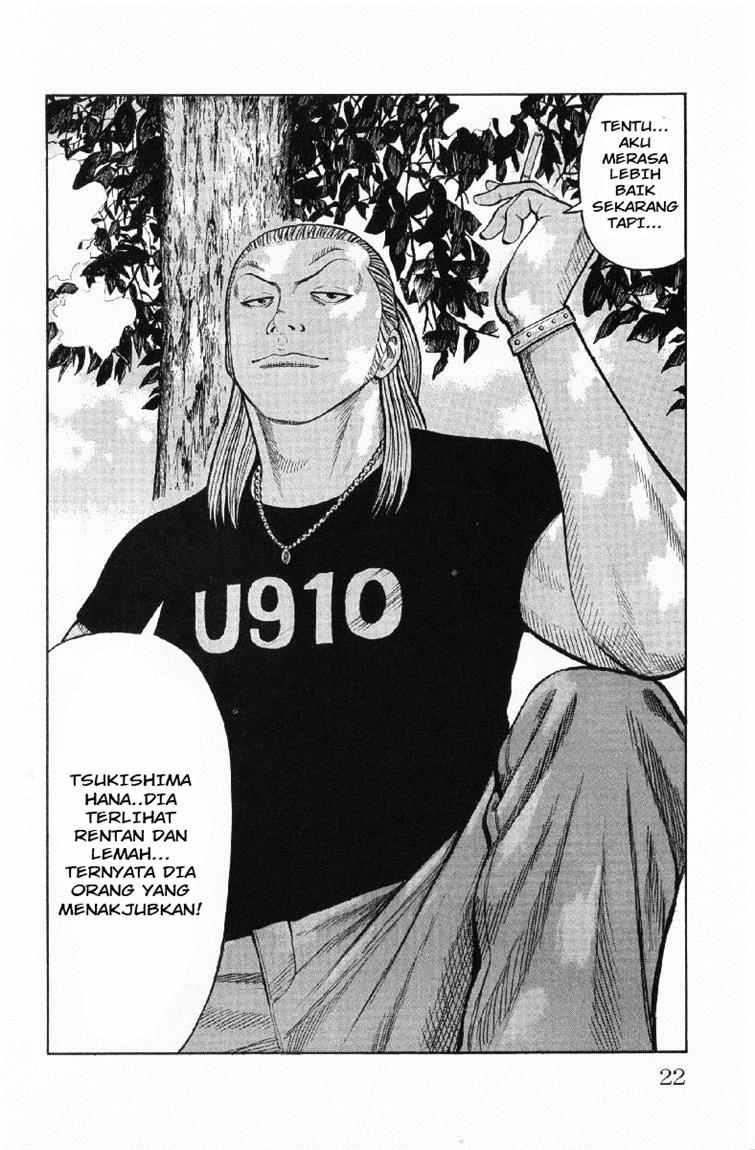 TENTU...
AKU
MERASA
LEBIH
BAIK
SEKARANG
TAPI...
U910
TSUKISHIMA
HANA..DIA
TERLIHAT
RENTAN DAN
LEMAH...
TERNYATA DIA
ORANG YANG
MENAKJUBKAN!
22